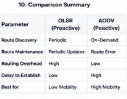 10. Comparison Summary
Parameter OLSR (Proactive) AODV (Reactive)
Route Discovery Periodic On-Demand
Route Maintenance Periodic Updates Route Error
Routing Overhead High Low
Delay to Establish Low High
Best for Low Mobility High Mobility